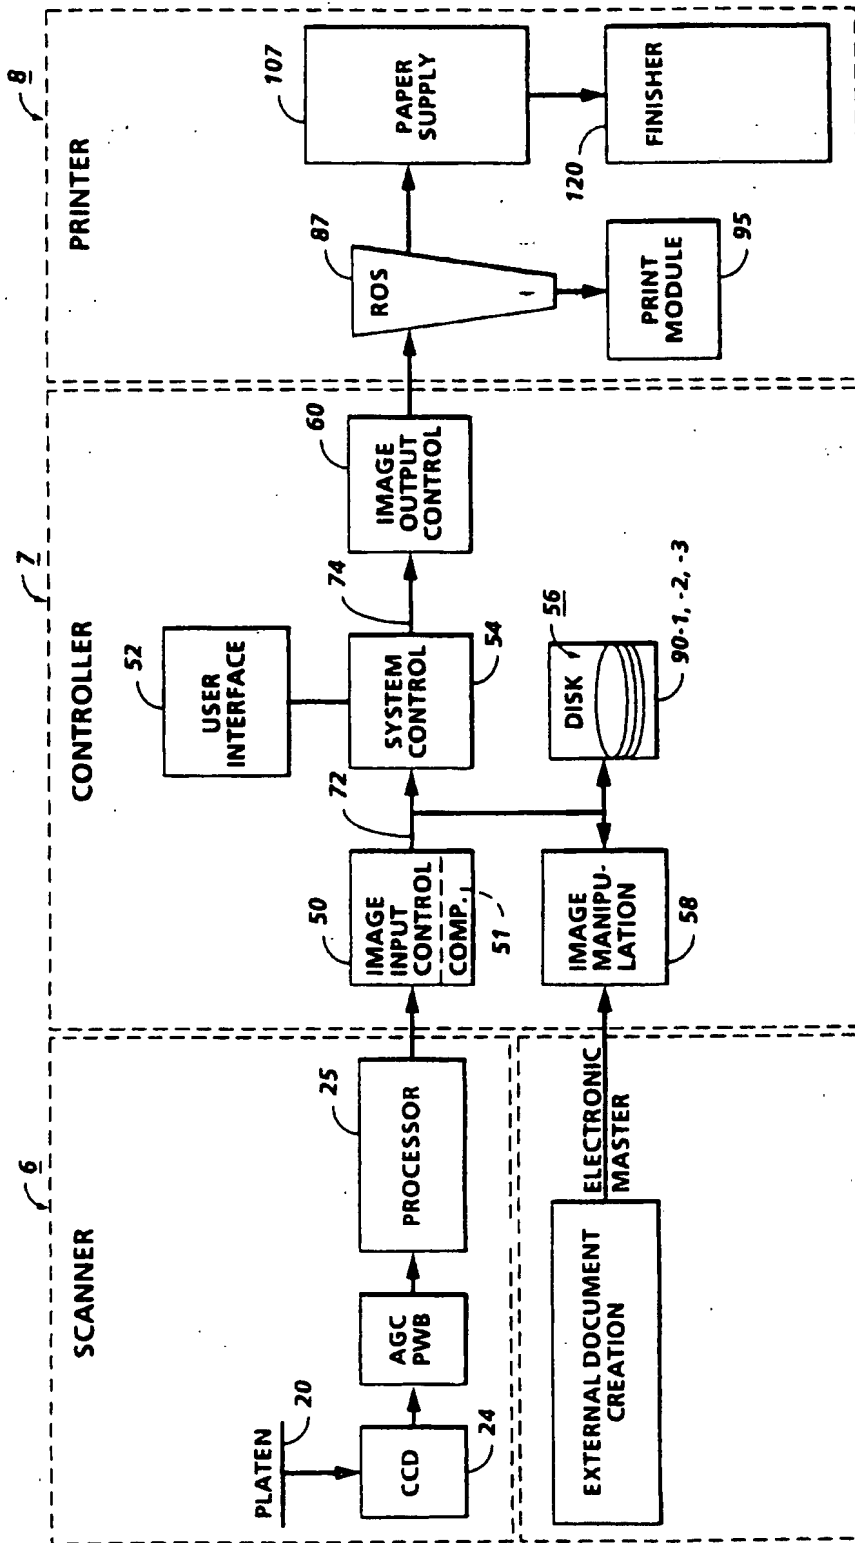 6
SCANNER
PLATEN
20
CCD
24
AGC
PWB
PROCESSOR
25
EXTERNAL DOCUMENT
CREATION
ELECTRONIC
MASTER
7
CONTROLLER
52
USER
INTERFACE
50
IMAGE
INPUT
CONTROL
COMP.
51
72
SYSTEM
CONTROL
54
74
60
IMAGE
OUTPUT
CONTROL
IMAGE
MANIPU-
LATION
58
DISK
56
90-1, -2, -3
8
PRINTER
87
ROS
107
PAPER
SUPPLY
PRINT
MODULE
95
120
FINISHER